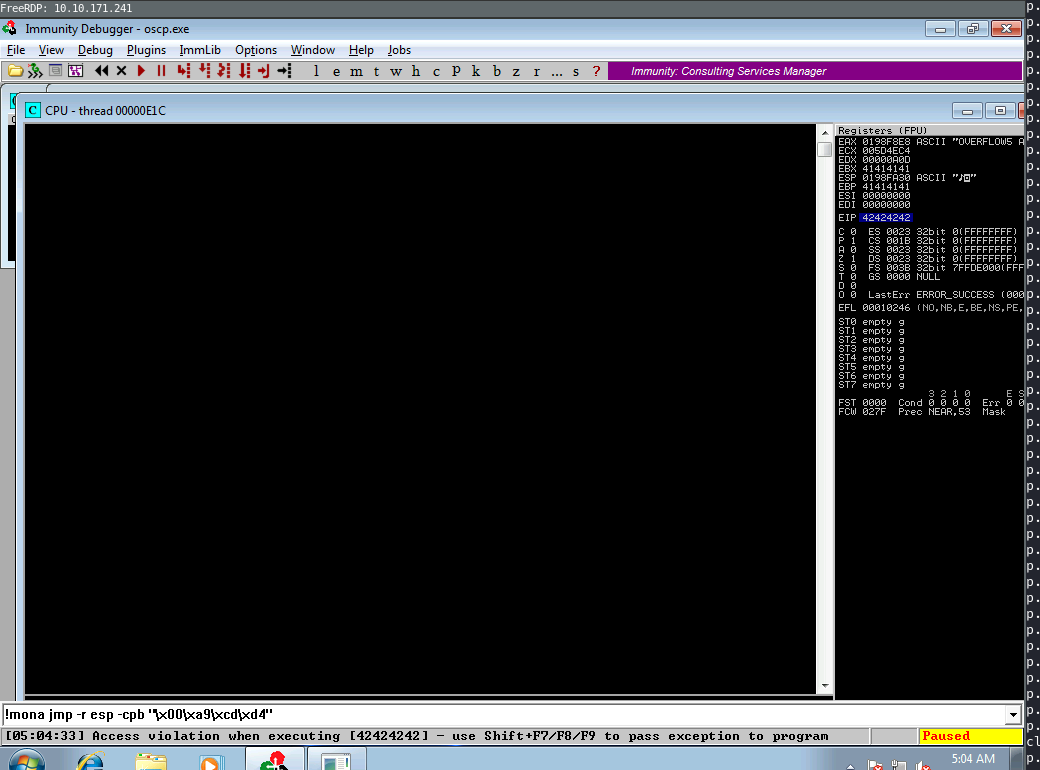 FreeRDP: 10.10.171.241
Immunity Debugger - oscp.exe
File View Debug Plugins ImmLib Options Window Help Jobs
l e m t w h c P k b z r ... s ?
Immunity: Consulting Services Manager
C CPU - thread 00000E1C
Registers (FPU)
EAX 0198F8E8 ASCII "OVERFLOW5 A
ECX 005D4EC4
EDX 00000A0D
EBX 41414141
ESP 0198FA30 ASCII "♪◙"
EBP 41414141
ESI 00000000
EDI 00000000
EIP 42424242
C 0 ES 0023 32bit 0(FFFFFFFF)
P 1 CS 001B 32bit 0(FFFFFFFF)
A 0 SS 0023 32bit 0(FFFFFFFF)
Z 1 DS 0023 32bit 0(FFFFFFFF)
S 0 FS 003B 32bit 7FFDE000(FFF
T 0 GS 0000 NULL
D 0
O 0 LastErr ERROR_SUCCESS (000
EFL 00010246 (NO,NB,E,BE,NS,PE,
ST0 empty g
ST1 empty g
ST2 empty g
ST3 empty g
ST4 empty g
ST5 empty g
ST6 empty g
ST7 empty g
3 2 1 0 E S
FST 0000 Cond 0 0 0 0 Err 0 0
FCW 027F Prec NEAR,53 Mask
!mona jmp -r esp -cpb "\x00\xa9\xcd\xd4"
[05:04:33] Access violation when executing [42424242] - use Shift+F7/F8/F9 to pass exception to program
Paused
5:04 AM